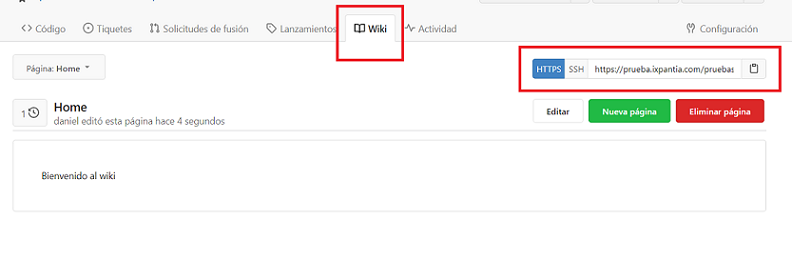 Código Tiquetes Solicitudes de fusión Lanzamientos Wiki Actividad Configuración
Página: Home HTTPS SSH https://prueba.ixpantia.com/pruebas
1 Home
daniel editó esta página hace 4 segundos
Editar Nueva página Eliminar página
Bienvenido al wiki